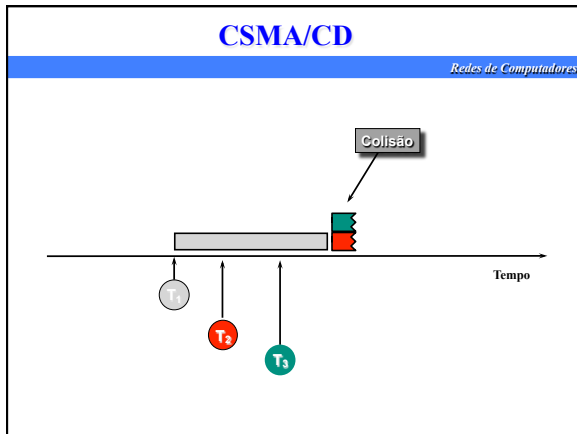 CSMA/CD
Redes de Computadores
Colisão
Tempo
T1
T2
T3